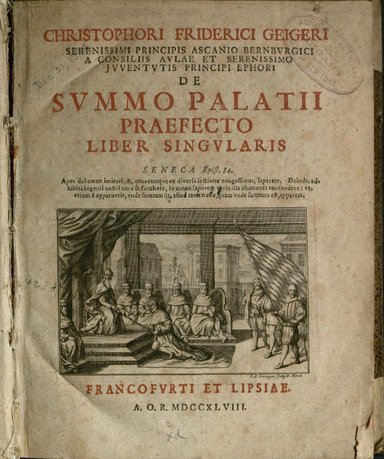 CHRISTOPHORI FRIDERICI GEIGERI
SERENISSIMI PRINCIPIS ASCANIO BERNBVRGICI
A CONSILIIS AVLAE ET SERENISSIMO
JVVENTVTIS PRINCIPI EPHORI
DE
SVMMO PALATII
PRAEFECTO
LIBER SINGVLARIS
SENECA Epist. 84.
Apes debemus imitari, &, quaecunque ex diversa lectione congessimus, separare. Deinde, ad-
hibita ingenii nostri cura & facultate, in unum saporem varia illa libamenta confundere: ut,
etiam si apparuerit, unde sumtum sit, aliud tamen esse, quam unde sumtum est, appareat.
FRANCOFVRTI ET LIPSIAE.
A. O. R. MDCCXLVIII.